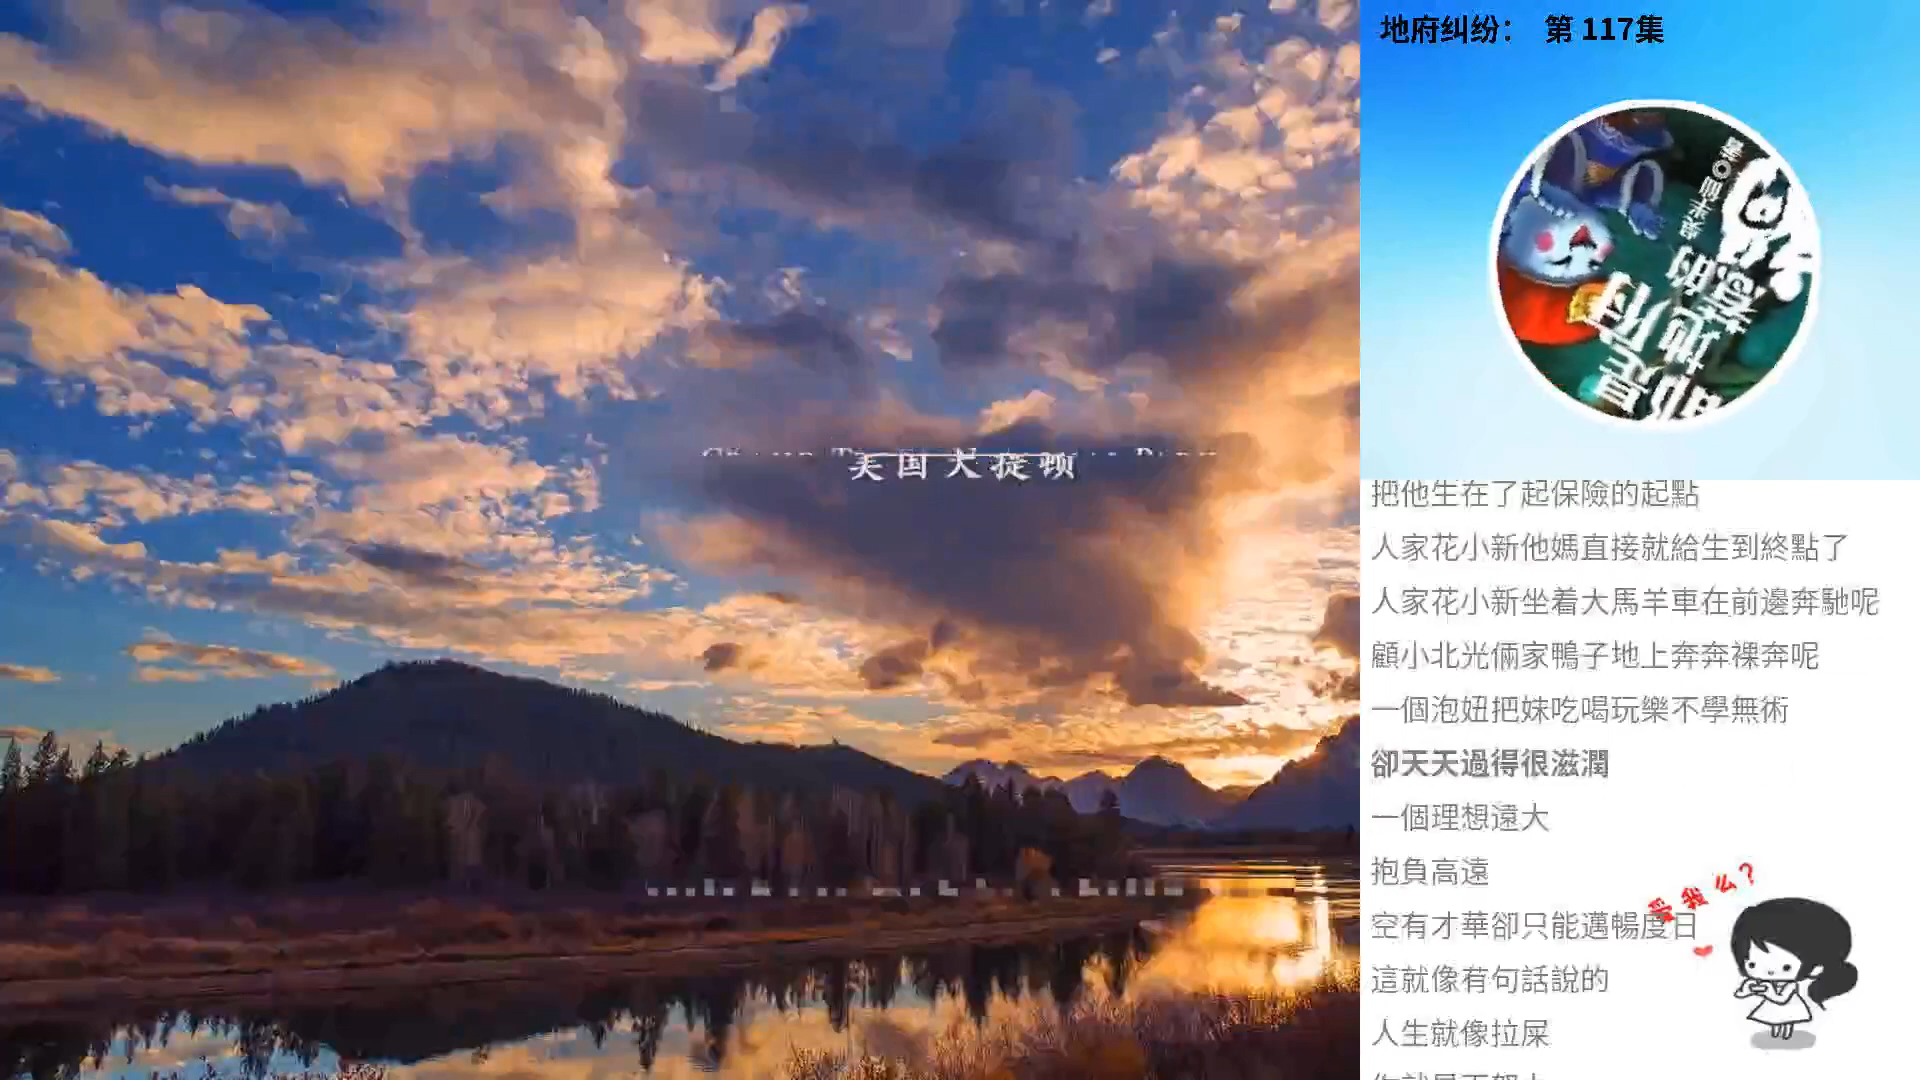 地府纠纷： 第 117集
美国大提顿
把他生在了起保險的起點
人家花小新他媽直接就給生到終點了
人家花小新坐着大馬羊車在前邊奔馳呢
顧小北光倆家鴨子地上奔奔裸奔呢
一個泡妞把妹吃喝玩樂不學無術
卻天天過得很滋潤
一個理想遠大
抱負高遠
空有才華卻只能邁暢度日
這就像有句話說的
人生就像拉屎
爱我么？